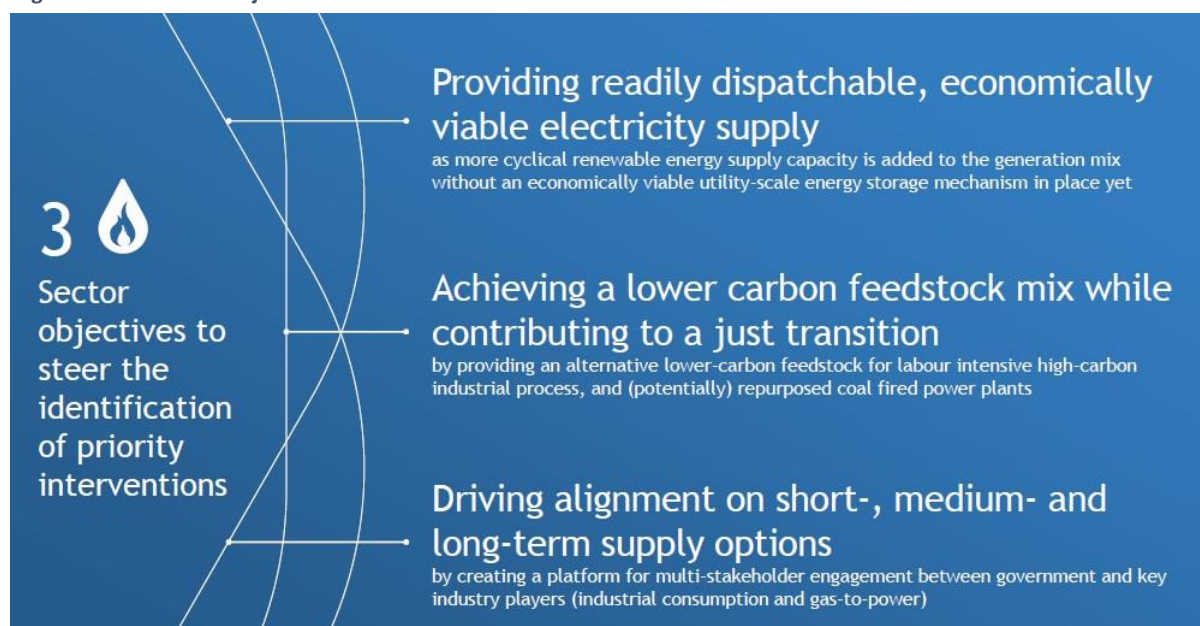 3
Sector
objectives to
steer the
identification
of priority
interventions
Providing readily dispatchable, economically
viable electricity supply
as more cyclical renewable energy supply capacity is added to the generation mix
without an economically viable utility-scale energy storage mechanism in place yet
Achieving a lower carbon feedstock mix while
contributing to a just transition
by providing an alternative lower-carbon feedstock for labour intensive high-carbon
industrial process, and (potentially) repurposed coal fired power plants
Driving alignment on short-, medium- and
long-term supply options
by creating a platform for multi-stakeholder engagement between government and key
industry players (industrial consumption and gas-to-power)